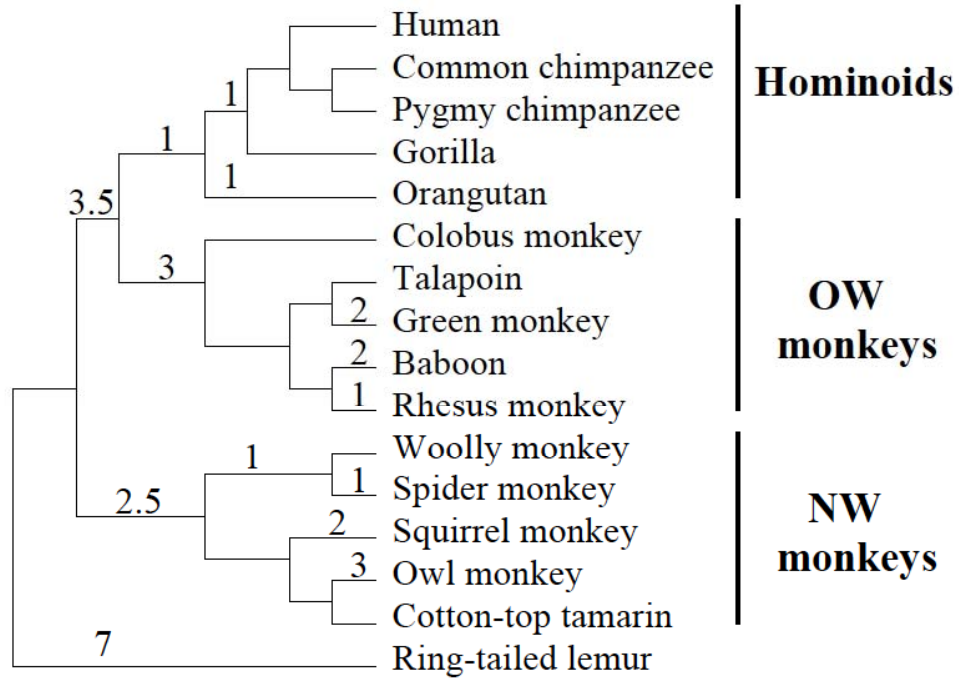 Human
Common chimpanzee
Hominoids
1
Pygmy chimpanzee
1
Gorilla
1
Orangutan
3.5
Colobus monkey
3
Talapoin
OW
2
Green monkey
monkeys
2
Baboon
1
Rhesus monkey
Woolly monkey
1
1
Spider monkey
2.5
NW
2
Squirrel monkey
monkeys
3
Owl monkey
Cotton-top tamarin
7
Ring-tailed lemur